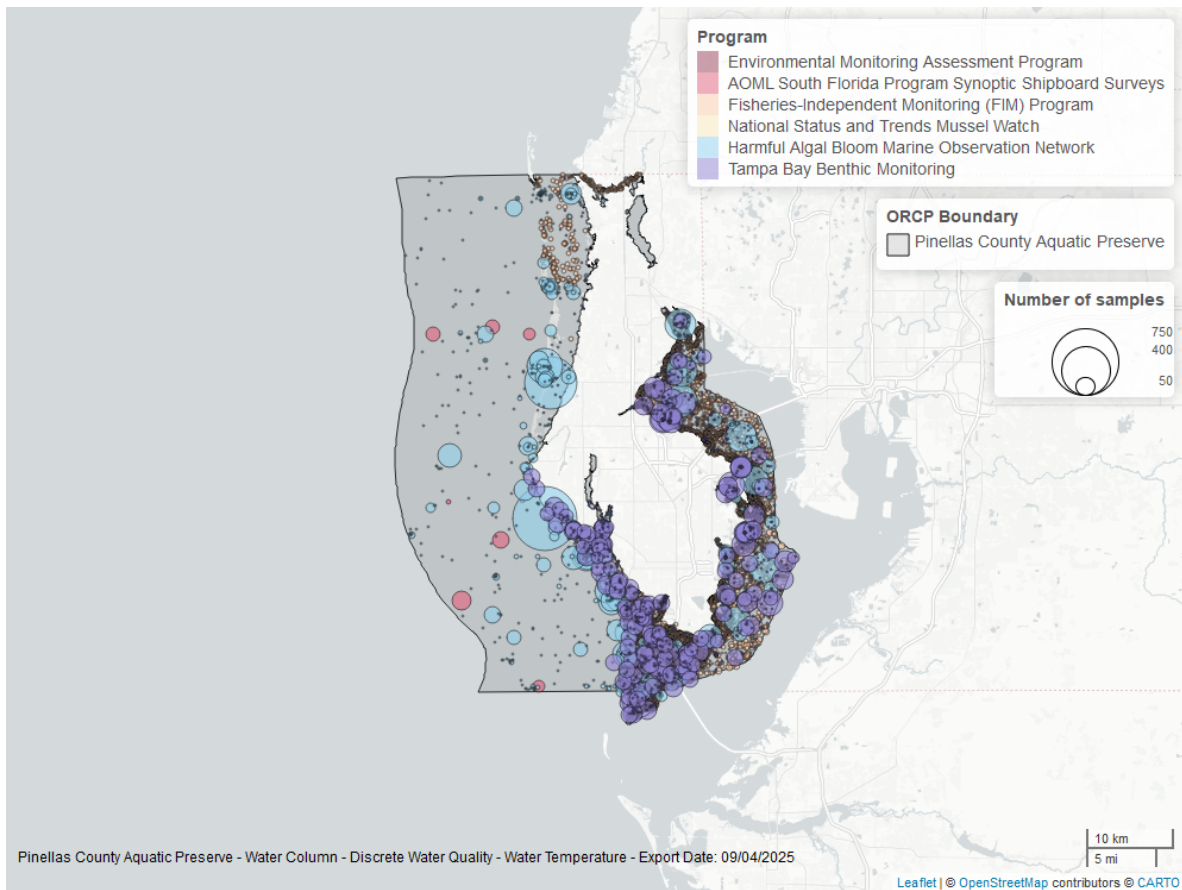 Program
Environmental Monitoring Assessment Program
AOML South Florida Program Synoptic Shipboard Surveys
Fisheries-Independent Monitoring (FIM) Program
National Status and Trends Mussel Watch
Harmful Algal Bloom Marine Observation Network
Tampa Bay Benthic Monitoring
ORCP Boundary
Pinellas County Aquatic Preserve
Number of samples
750
400
50
10 km
5 mi
Pinellas County Aquatic Preserve - Water Column - Discrete Water Quality - Water Temperature - Export Date: 09/04/2025
Leaflet | © OpenStreetMap contributors © CARTO